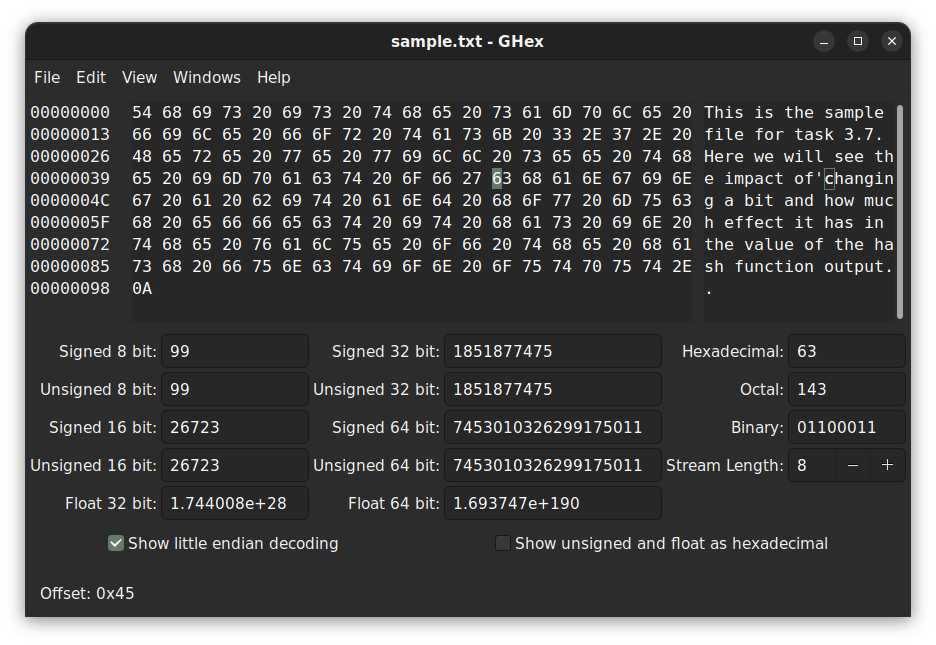 sample.txt - GHex
File Edit View Windows Help
00000000 54 68 69 73 20 69 73 20 74 68 65 20 73 61 6D 70 6C 65 20 This is the sample
00000013 66 69 6C 65 20 66 6F 72 20 74 61 73 6B 20 33 2E 37 2E 20 file for task 3.7.
00000026 48 65 72 65 20 77 65 20 77 69 6C 6C 20 73 65 65 20 74 68 Here we will see th
00000039 65 20 69 6D 70 61 63 74 20 6F 66 27 63 68 61 6E 67 69 6E e impact of'changin
0000004C 67 20 61 20 62 69 74 20 61 6E 64 20 68 6F 77 20 6D 75 63 g a bit and how muc
0000005F 68 20 65 66 66 65 63 74 20 69 74 20 68 61 73 20 69 6E 20 h effect it has in
00000072 74 68 65 20 76 61 6C 75 65 20 6F 66 20 74 68 65 20 68 61 the value of the ha
00000085 73 68 20 66 75 6E 63 74 69 6F 6E 20 6F 75 74 70 75 74 2E sh function output.
00000098 0A .
Signed 8 bit: 99 Signed 32 bit: 1851877475 Hexadecimal: 63
Unsigned 8 bit: 99 Unsigned 32 bit: 1851877475 Octal: 143
Signed 16 bit: 26723 Signed 64 bit: 7453010326299175011 Binary: 01100011
Unsigned 16 bit: 26723 Unsigned 64 bit: 7453010326299175011 Stream Length: 8 − +
Float 32 bit: 1.744008e+28 Float 64 bit: 1.693747e+190
Show little endian decoding Show unsigned and float as hexadecimal
Offset: 0x45